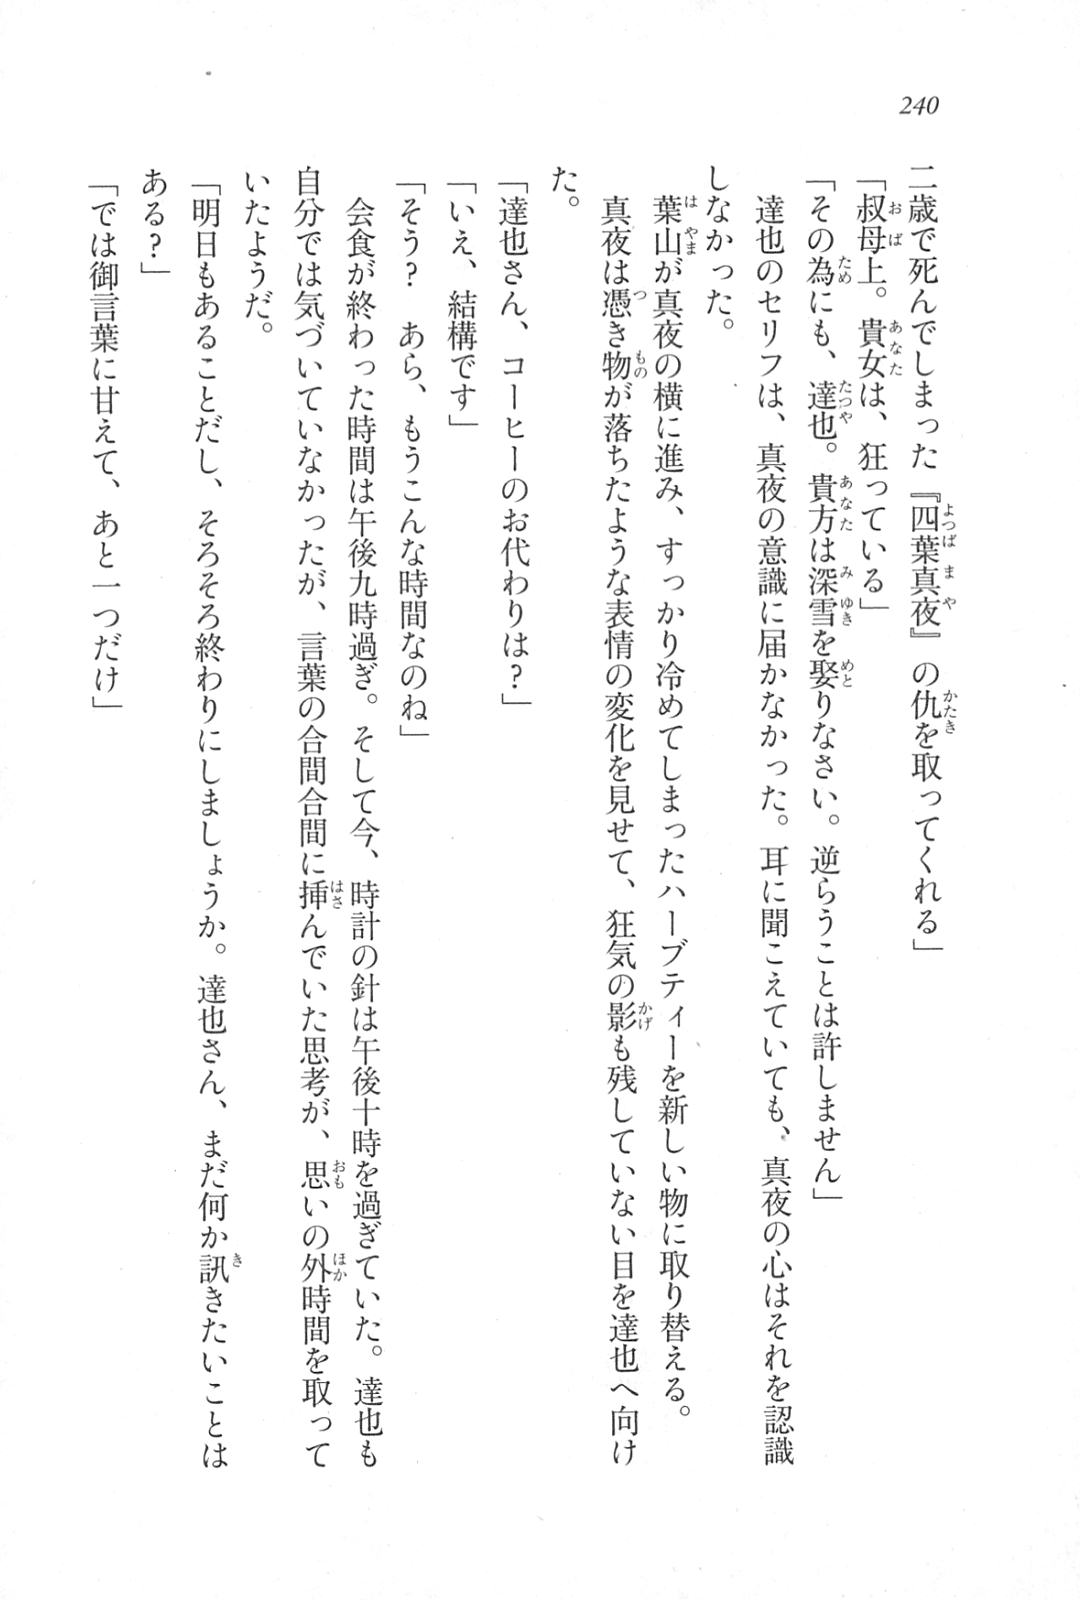 240
二歳で死んでしまった『四葉真夜』の仇を取ってくれる」
「叔母上。貴女は、狂っている」
「その為にも、達也。貴方は深雪を娶りなさい。逆らうことは許しません」
達也のセリフは、真夜の意識に届かなかった。耳に聞こえていても、真夜の心はそれを認識
しなかった。
葉山が真夜の横に進み、すっかり冷めてしまったハーブティーを新しい物に取り替える。
真夜は憑き物が落ちたような表情の変化を見せて、狂気の影も残していない目を達也へ向け
た。
「達也さん、コーヒーのお代わりは？」
「いえ、結構です」
「そう？　あら、もうこんな時間なのね」
会食が終わった時間は午後九時過ぎ。そして今、時計の針は午後十時を過ぎていた。達也も
自分では気づいていなかったが、言葉の合間合間に挿んでいた思考が、思いの外時間を取って
いたようだ。
「明日もあることだし、そろそろ終わりにしましょうか。達也さん、まだ何か訊きたいことは
ある？」
「では御言葉に甘えて、あと一つだけ」